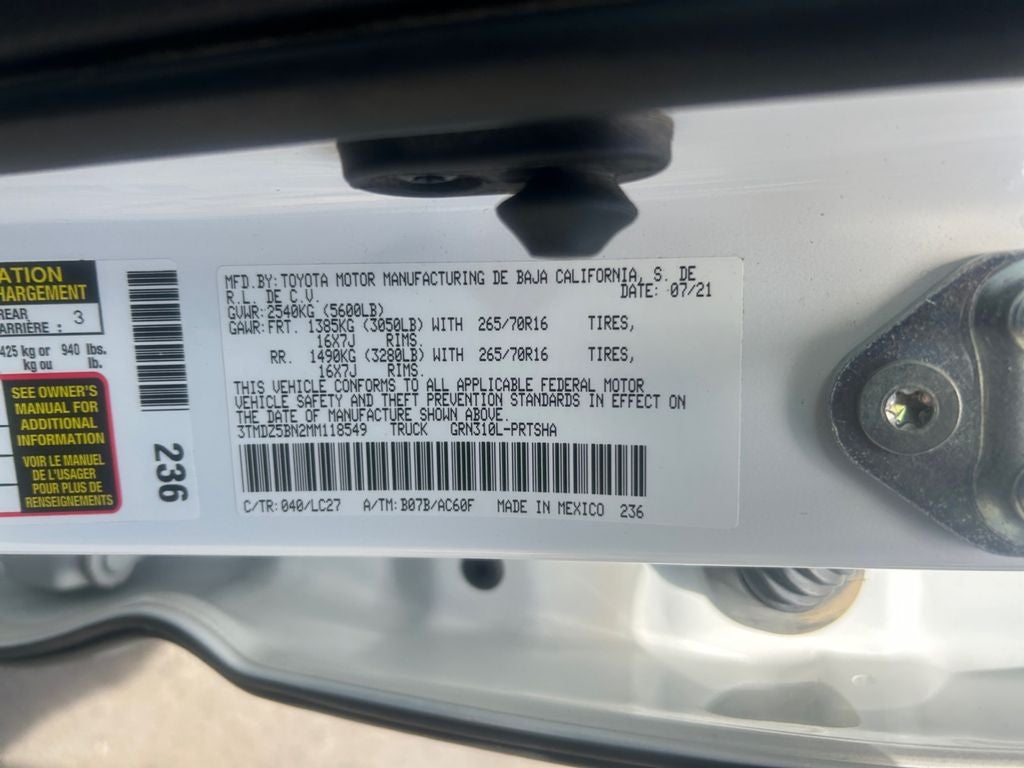 ATION
HARGEMENT
REAR
ARRIÈRE : 3
425 kg or 940 lbs.
kg ou lb.
SEE OWNER'S
MANUAL FOR
ADDITIONAL
INFORMATION
VOIR LE MANUEL
DE L'USAGER
POUR PLUS DE
RENSEIGNEMENTS
236
MFD.BY:TOYOTA MOTOR MANUFACTURING DE BAJA CALIFORNIA, S. DE
R.L. DE C.V. DATE: 07/21
GVWR:2540KG (5600LB)
GAWR:FRT. 1385KG (3050LB) WITH 265/70R16 TIRES,
16X7J RIMS.
RR. 1490KG (3280LB) WITH 265/70R16 TIRES,
16X7J RIMS.
THIS VEHICLE CONFORMS TO ALL APPLICABLE FEDERAL MOTOR
VEHICLE SAFETY AND THEFT PREVENTION STANDARDS IN EFFECT ON
THE DATE OF MANUFACTURE SHOWN ABOVE.
3TMDZ5BN2MM118549 TRUCK GRN310L-PRTSHA
C/TR:040/LC27 A/TM:B07B/AC60F MADE IN MEXICO 236